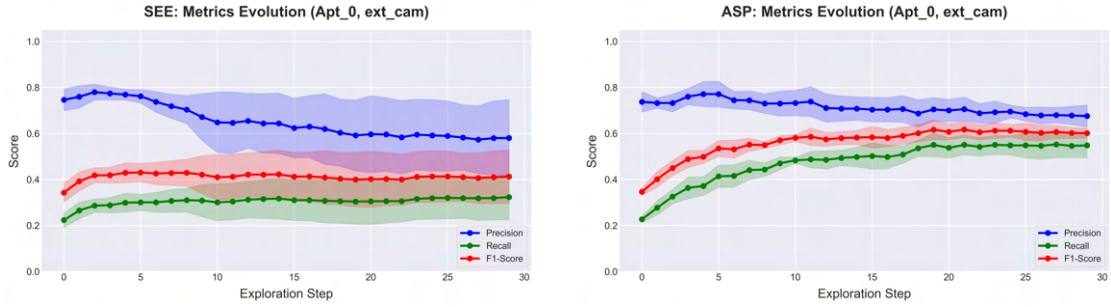 SEE: Metrics Evolution (Apt_0, ext_cam)
1.0
0.8
0.6
0.4
0.2
0.0
Score
0 5 10 15 20 25 30
Exploration Step
Precision
Recall
F1-Score
ASP: Metrics Evolution (Apt_0, ext_cam)
1.0
0.8
0.6
0.4
0.2
0.0
Score
0 5 10 15 20 25 30
Exploration Step
Precision
Recall
F1-Score